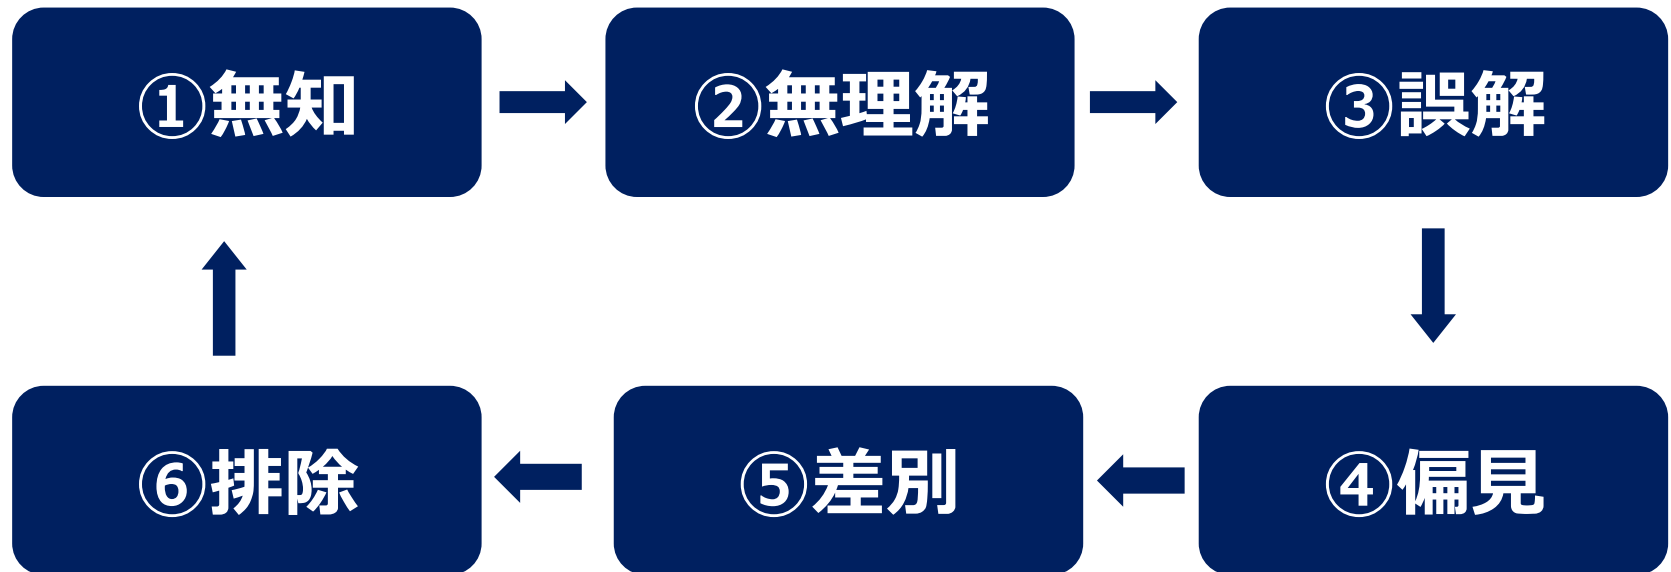 ①無知
②無理解
③誤解
④偏見
⑤差別
⑥排除